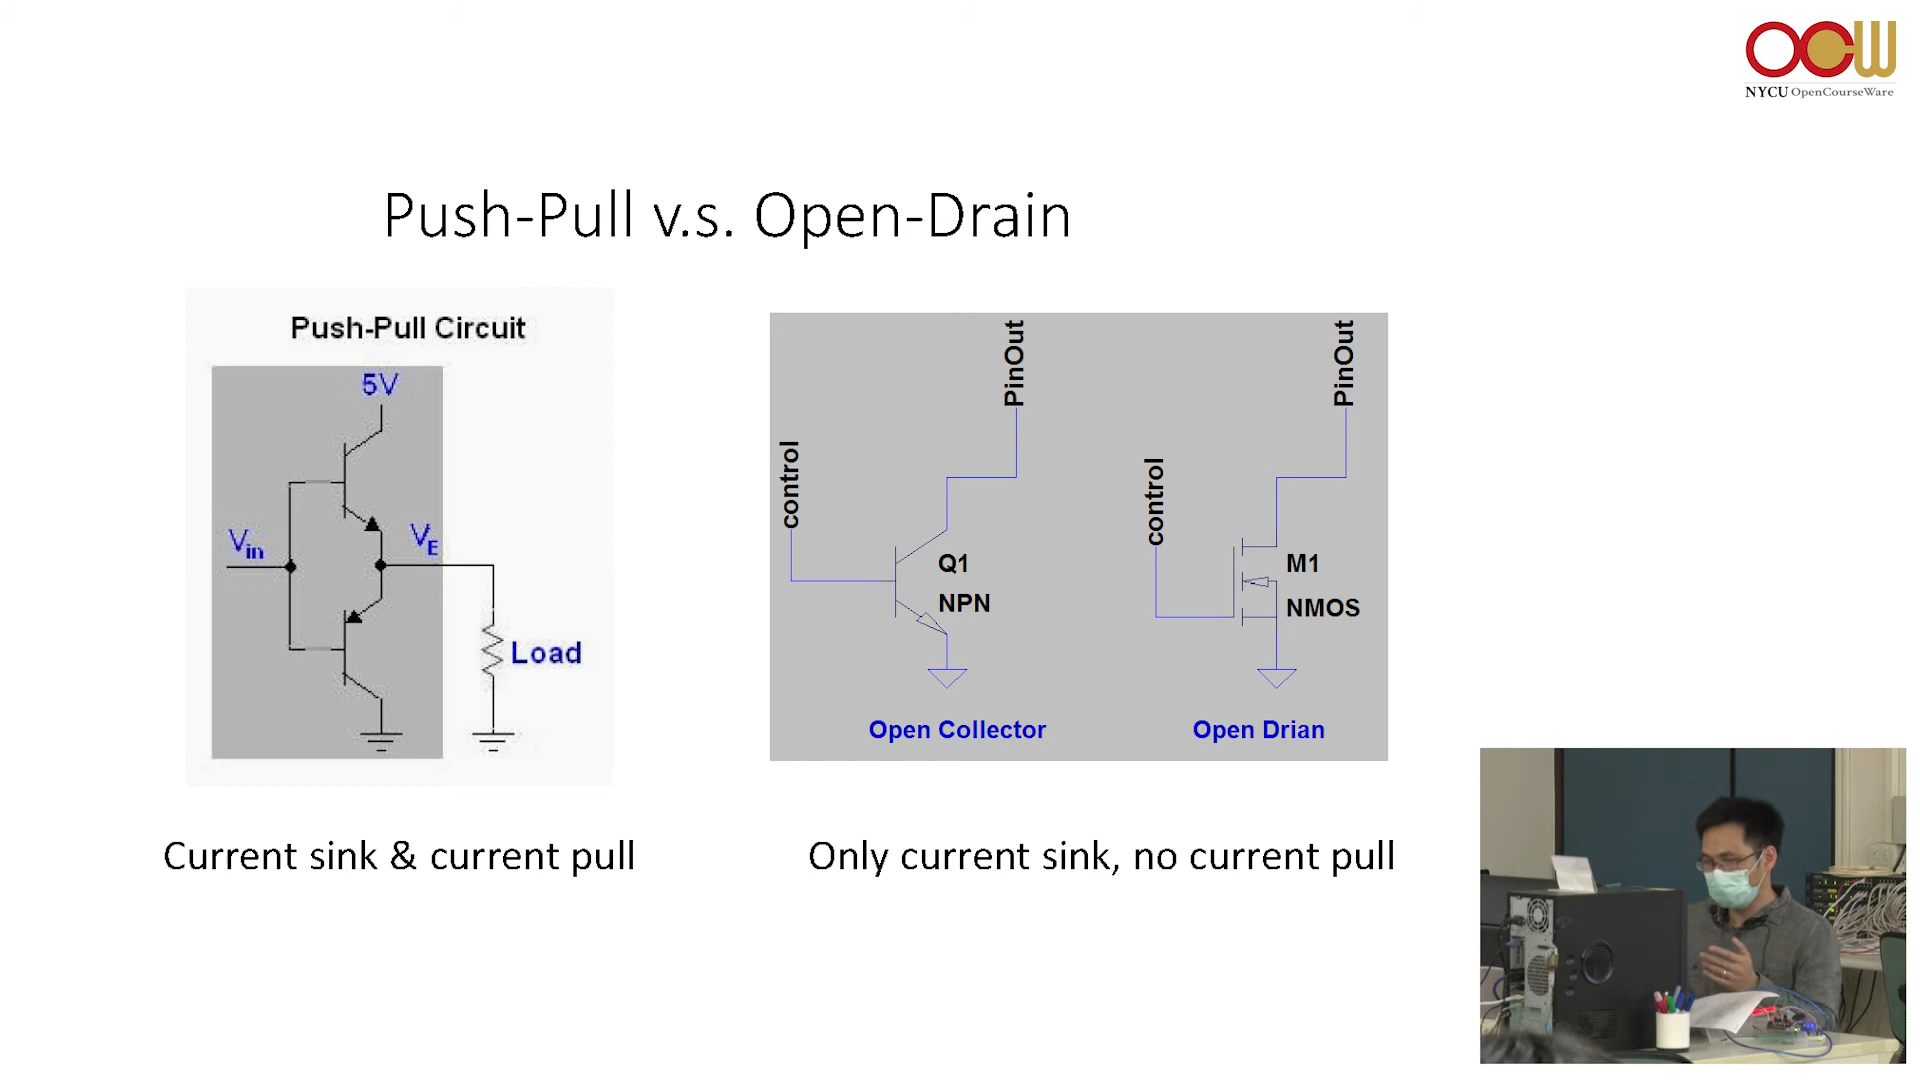 OCW
NYCU OpenCourseWare
Push-Pull v.s. Open-Drain
Push-Pull Circuit
5V
Vin
VE
Load
PinOut
control
Q1
NPN
Open Collector
PinOut
control
M1
NMOS
Open Drian
Current sink & current pull
Only current sink, no current pull